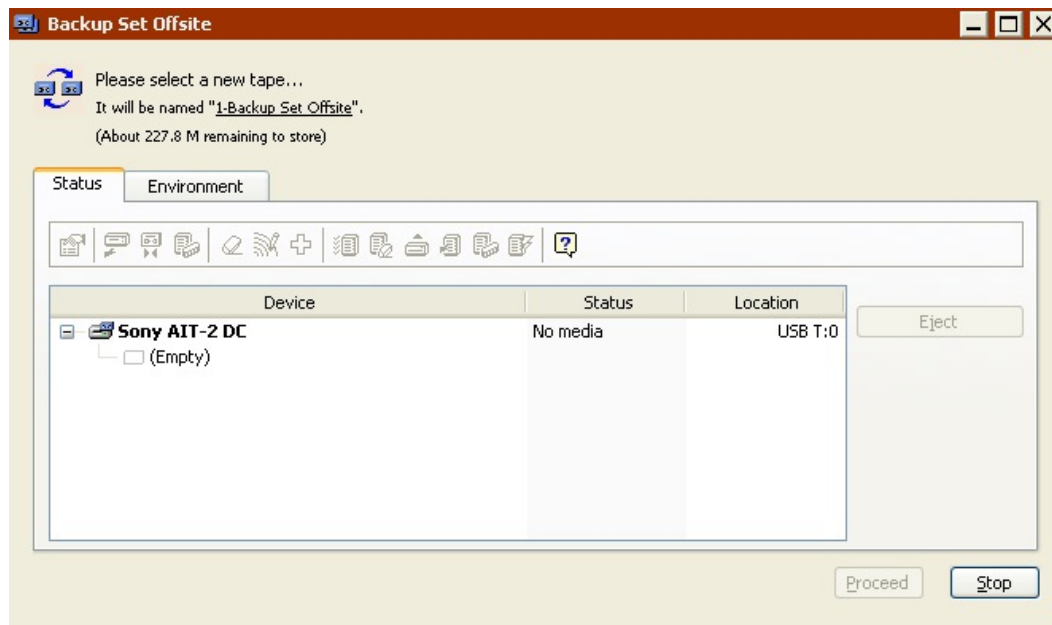 Backup Set Offsite
Please select a new tape...
It will be named "1-Backup Set Offsite".
(About 227.8 M remaining to store)
Status Environment
Device Status Location
Sony AIT-2 DC No media USB T:0
Eject
(Empty)
Proceed Stop